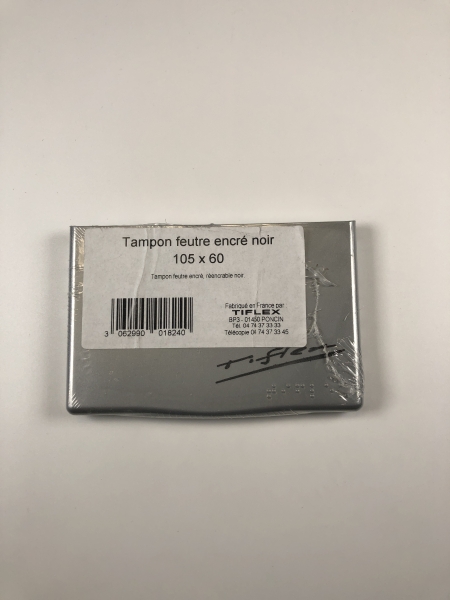 Tampon feutre encré noir
105 x 60
Tampon feutre encré, réencrable noir.
Fabriqué en France par
TIFLEX
BP3 - 01450 PONCIN
Tél. 04 74 37 33 33
Télécopie 04 74 37 33 45
3 062990 018240
Tiflex